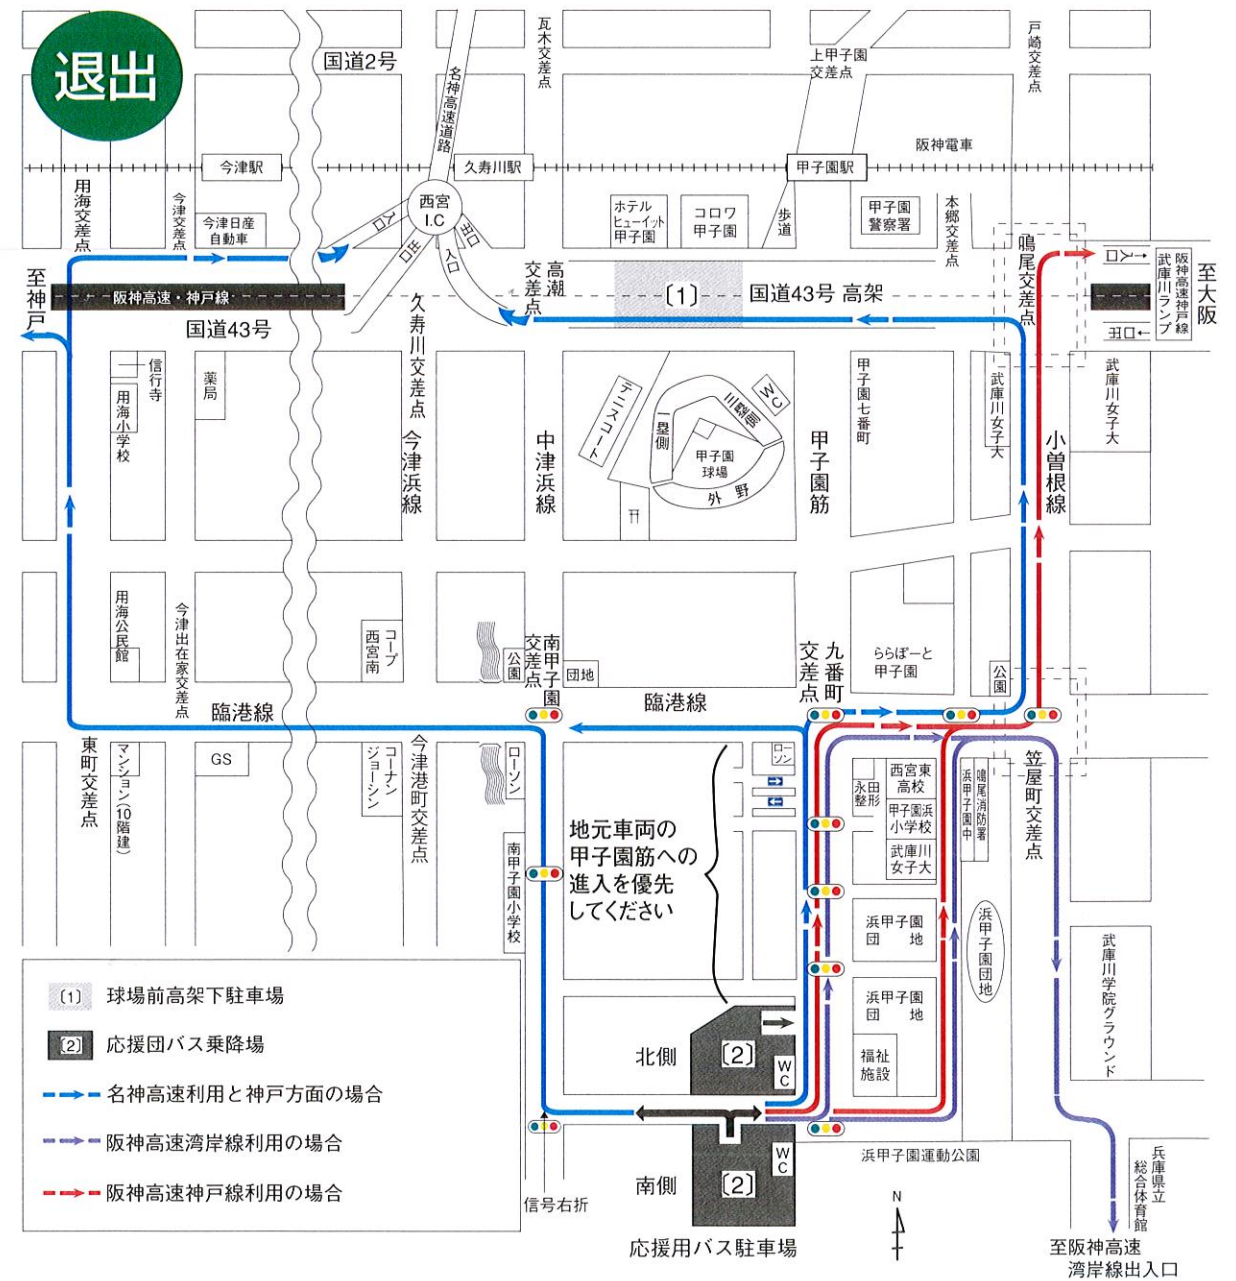 退出
国道2号
名神高速道路
瓦木交差点
上甲子園
交差点
戸崎交差点
阪神電車
今津駅
久寿川駅
甲子園駅
用海交差点
今津交差点
今津日産
自動車
西宮
I.C
入口
出口
入口
出口
ホテル
ヒューイット
甲子園
コロワ
甲子園
歩道
甲子園
警察署
本郷交差点
鳴尾交差点
入口
出口
阪神高速神戸線
武庫川ランプ
至大阪
至神戸
阪神高速・神戸線
国道43号
久寿川交差点
高潮
交差点
〔1〕
国道43号 高架
信行寺
用海小学校
薬局
今津浜線
中津浜線
テニスコート
一塁側
三塁側
WC
甲子園
球場
外野
甲子園筋
甲子園七番町
武庫川女子大
小曽根線
武庫川女子大
用海公民館
今津出在家交差点
コープ
西宮南
公園
南甲子園
交差点
団地
九番町
交差点
ららぽーと
甲子園
公園
臨港線
臨港線
東町交差点
マンション(10階建)
GS
コーナン
ジョーシン
今津港町交差点
ローソン
南甲子園小学校
ローソン
永田
整形
西宮東
高校
甲子園浜
小学校
武庫川
女子大
鳴尾消防署
浜甲子園中
笠屋町交差点
地元車両の
甲子園筋への
進入を優先
してください
浜甲子園
団地
浜甲子園
団地
福祉
施設
浜甲子園団地
武庫川学院グラウンド
北側
〔2〕
WC
南側
〔2〕
WC
信号右折
応援用バス駐車場
浜甲子園運動公園
N
兵庫県立
総合体育館
至阪神高速
湾岸線出入口
〔1〕 球場前高架下駐車場
〔2〕 応援団バス乗降場
名神高速利用と神戸方面の場合
阪神高速湾岸線利用の場合
阪神高速神戸線利用の場合